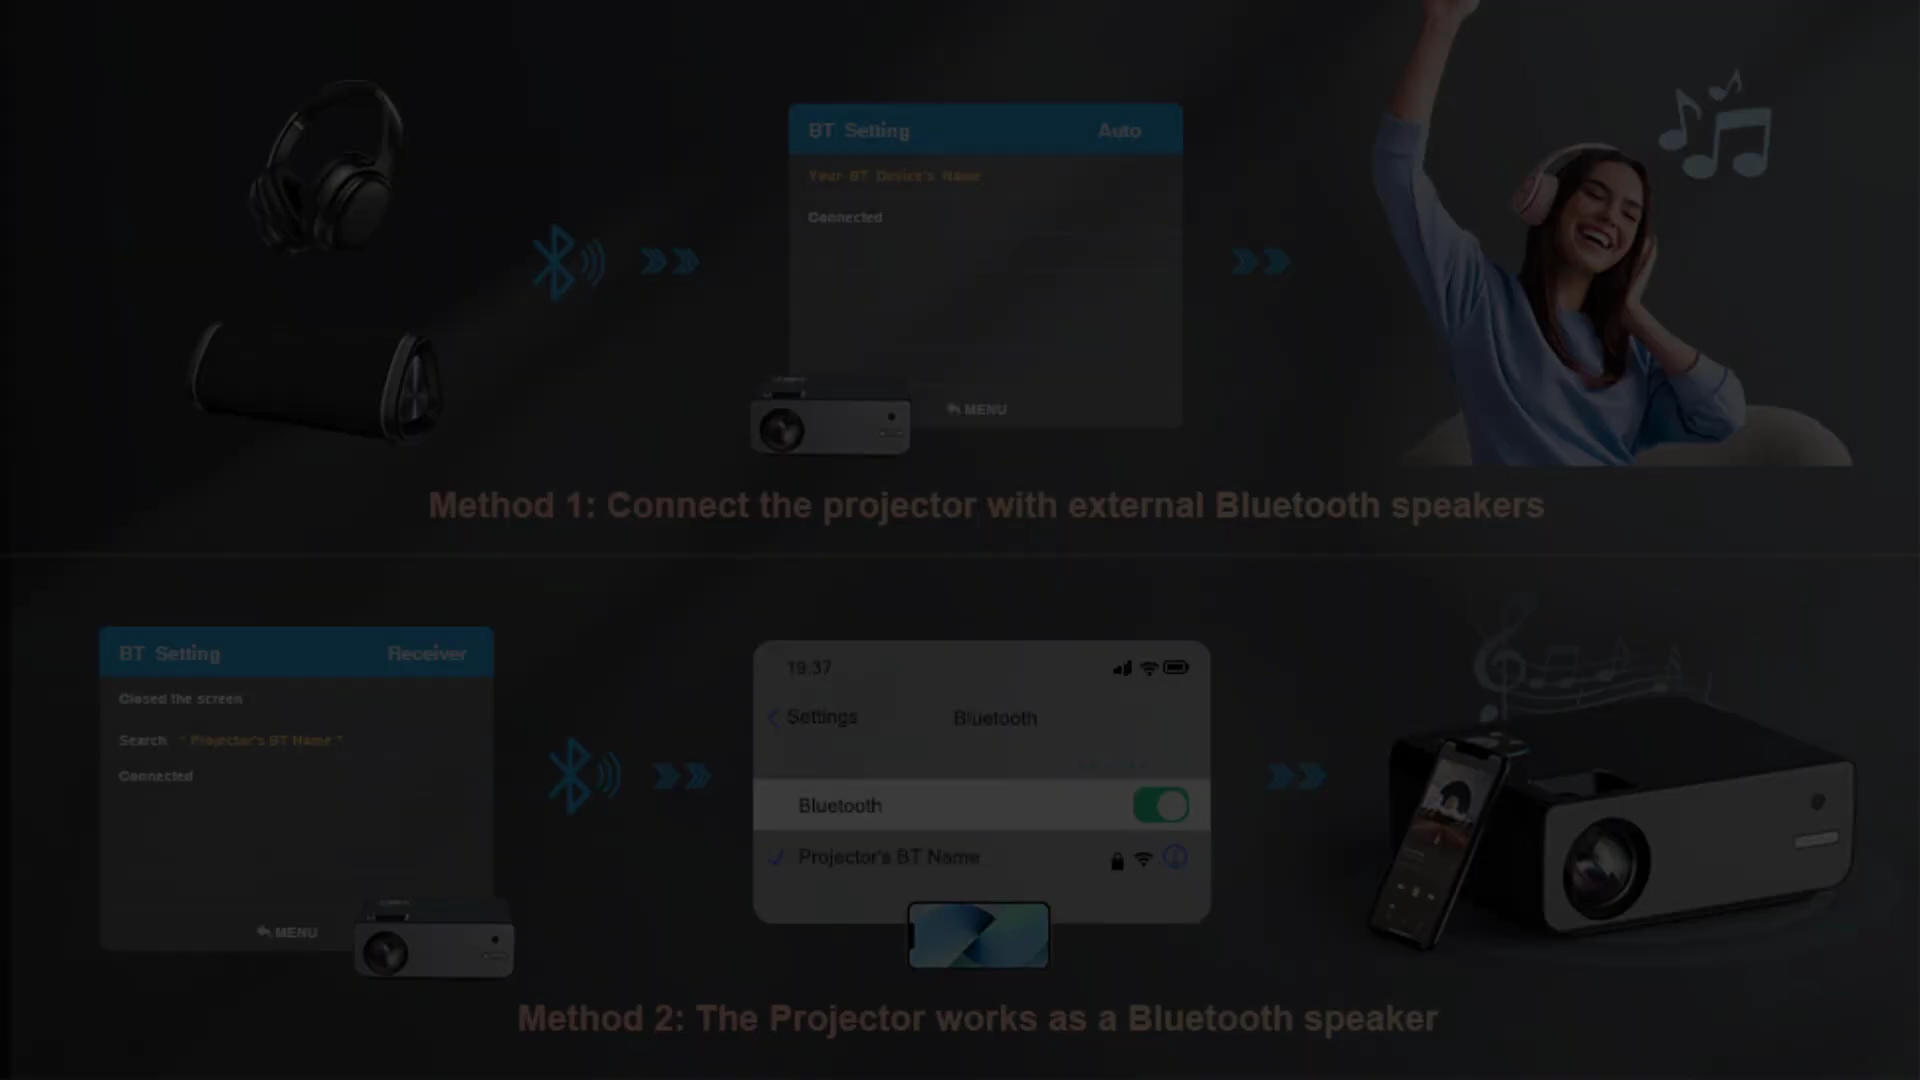 BT Setting Auto
Your BT Device's Name
Connected
MENU
Method 1: Connect the projector with external Bluetooth speakers
BT Setting Receiver
Closed the screen
Search " Projector's BT Name "
Connected
MENU
19:37
Settings Bluetooth
Bluetooth
Projector's BT Name
Method 2: The Projector works as a Bluetooth speaker